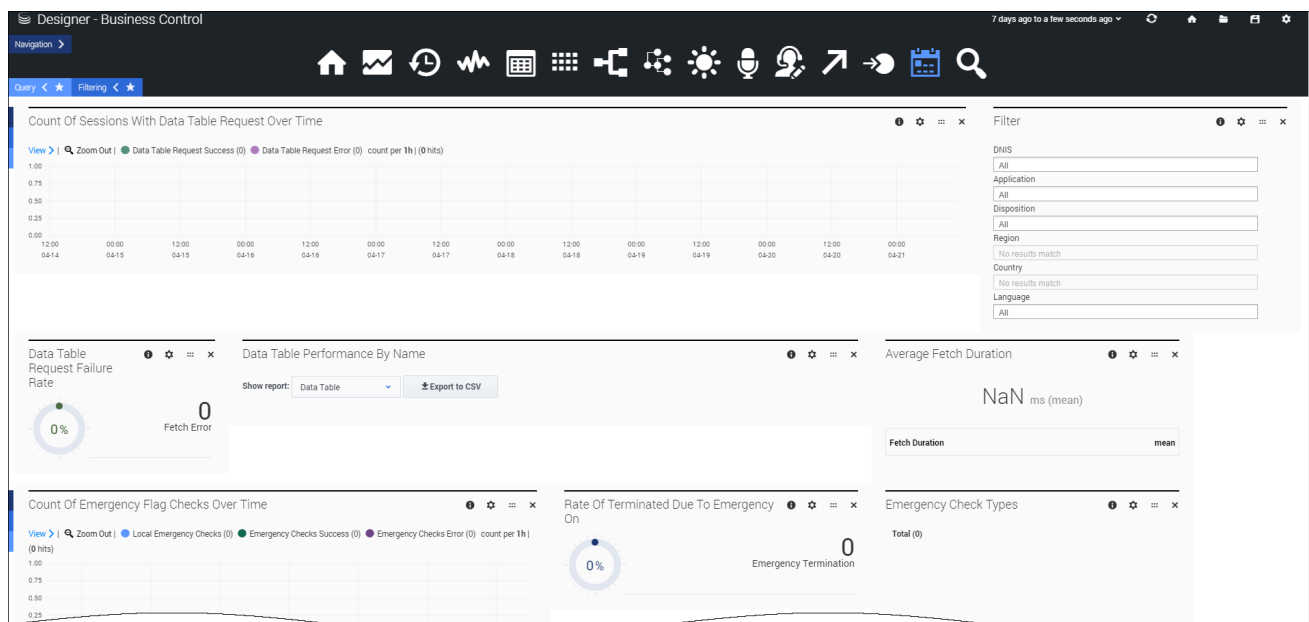 Designer - Business Control
7 days ago to a few seconds ago
Navigation
Query
Filtering
Count Of Sessions With Data Table Request Over Time
View | Zoom Out | Data Table Request Success (0) Data Table Request Error (0) count per 1h | (0 hits)
1.00
0.75
0.50
0.25
0.00
12:00 00:00 12:00 00:00 12:00 00:00 12:00 00:00 12:00 00:00 12:00 00:00 12:00 00:00
04-14 04-15 04-15 04-16 04-16 04-17 04-17 04-18 04-18 04-19 04-19 04-20 04-20 04-21
Filter
DNIS
All
Application
All
Disposition
All
Region
No results match
Country
No results match
Language
All
Data Table
Request Failure
Rate
0%
0
Fetch Error
Data Table Performance By Name
Show report: Data Table Export to CSV
Average Fetch Duration
NaN ms (mean)
Fetch Duration mean
Count Of Emergency Flag Checks Over Time
View | Zoom Out | Local Emergency Checks (0) Emergency Checks Success (0) Emergency Checks Error (0) count per 1h |
(0 hits)
1.00
0.75
0.50
0.25
Rate Of Terminated Due To Emergency
On
0%
0
Emergency Termination
Emergency Check Types
Total (0)